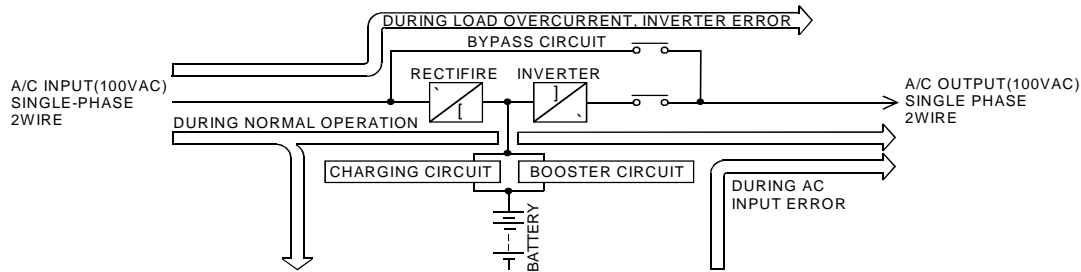 DURING LOAD OVERCURRENT, INVERTER ERROR
BYPASS CIRCUIT
RECTIFIRE
INVERTER
A/C INPUT(100VAC)
SINGLE-PHASE
2WIRE
A/C OUTPUT(100VAC)
SINGLE PHASE
2WIRE
DURING NORMAL OPERATION
CHARGING CIRCUIT
BOOSTER CIRCUIT
DURING AC
INPUT ERROR
BATTERY